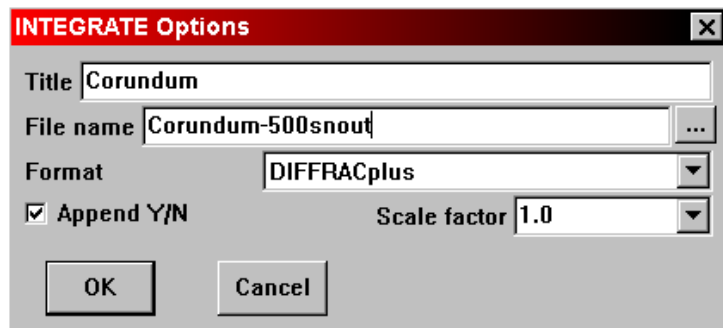 INTEGRATE Options
Title Corundum
File name Corundum-500snout ...
Format DIFFRACplus
Append Y/N Scale factor 1.0
OK Cancel